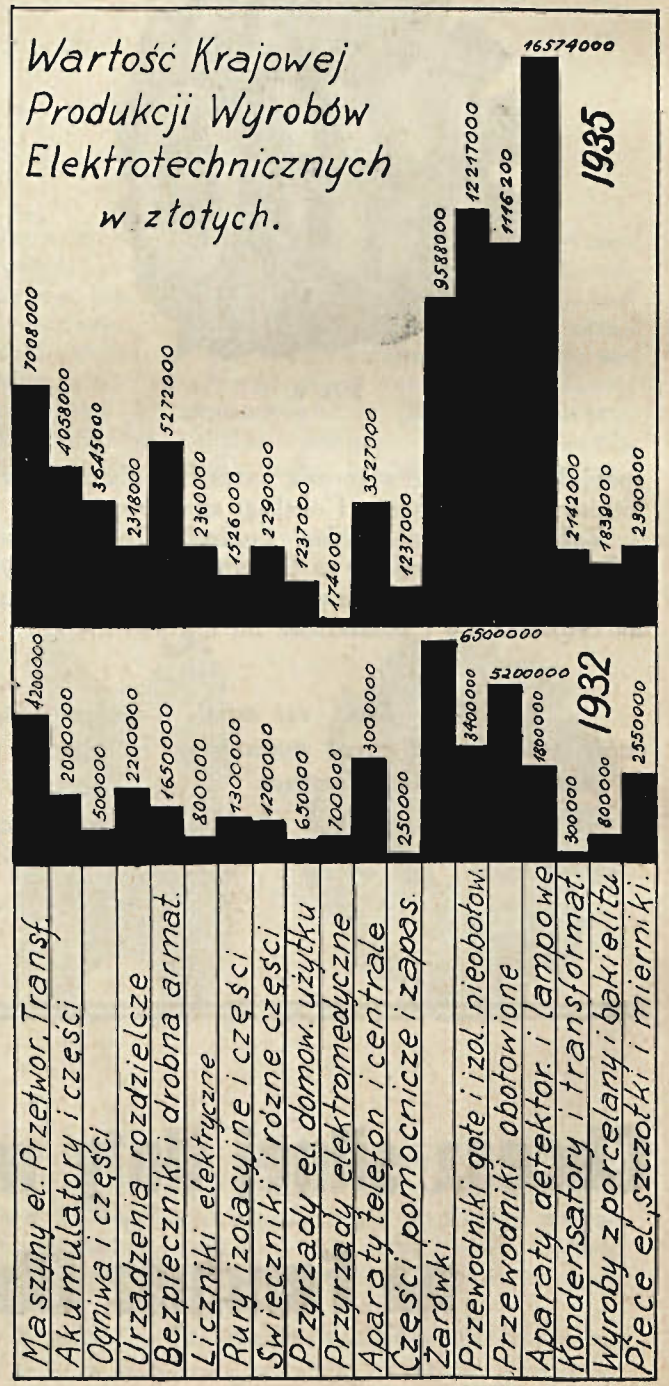 Wartość Krajowej
Produkcji Wyrobów
Elektrotechnicznych
w złotych.
1935
7008000
4058000
3645000
2318000
5272000
2360000
1526000
2290000
1237000
174000
3527000
1237000
9588000
12217000
1116200
16574000
2142000
1839000
2300000
1932
4200000
2000000
500000
2200000
1650000
800000
1300000
1200000
650000
700000
3000000
250000
6500000
3400000
5200000
1800000
300000
800000
2550000
Maszyny el. Przetwor. Transf.
Akumulatory i części
Ogniwa i części
Urządzenia rozdzielcze
Bezpieczniki i drobna armat.
Liczniki elektryczne
Rury izolacyjne i części
Świeczniki i różne części
Przyrządy el. domow. użytku
Przyrządy elektromedyczne
Aparaty telefon i centrale
Części pomocnicze i zapas.
Żarówki
Przewodniki gołe i izol. nieobołow.
Przewodniki obołowione
Aparaty detektor. i lampowe
Kondensatory i transformat.
Wyroby z porcelany i bakielitu
Piece el., szczotki i mierniki.